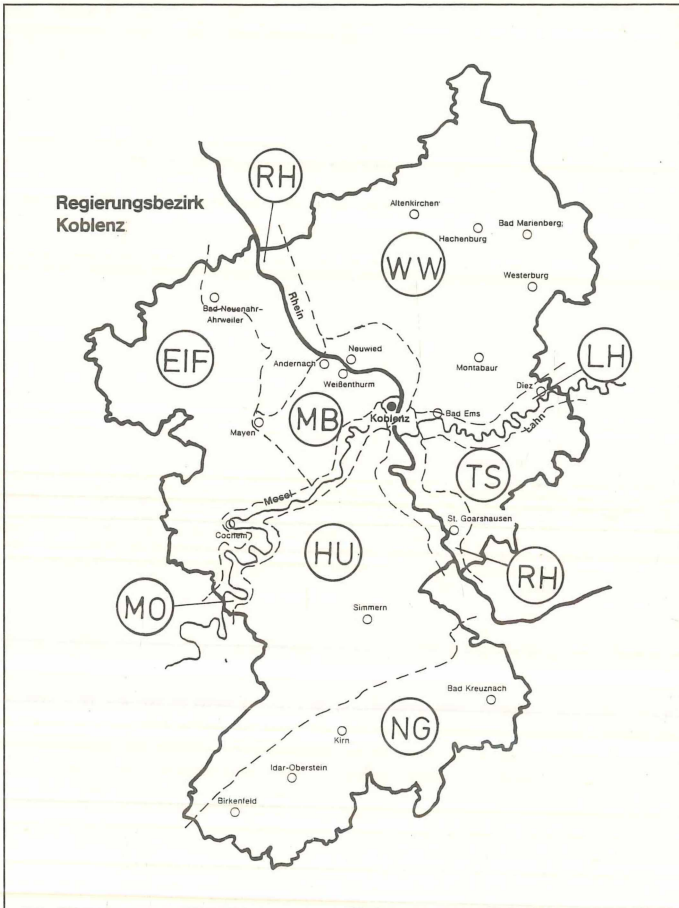 Regierungsbezirk
Koblenz
RH
Altenkirchen
Hachenburg
Bad Marienberg
WW
Westerburg
Bad-Neuenahr-
Ahrweiler
Rhein
EIF
Andernach
Neuwied
Weißenthurm
Montabaur
LH
Diez
MB
Koblenz
Bad Ems
Mayen
Lahn
TS
Mosel
Cochem
St. Goarshausen
HU
RH
MO
Simmern
Bad Kreuznach
NG
Kirn
Idar-Oberstein
Birkenfeld